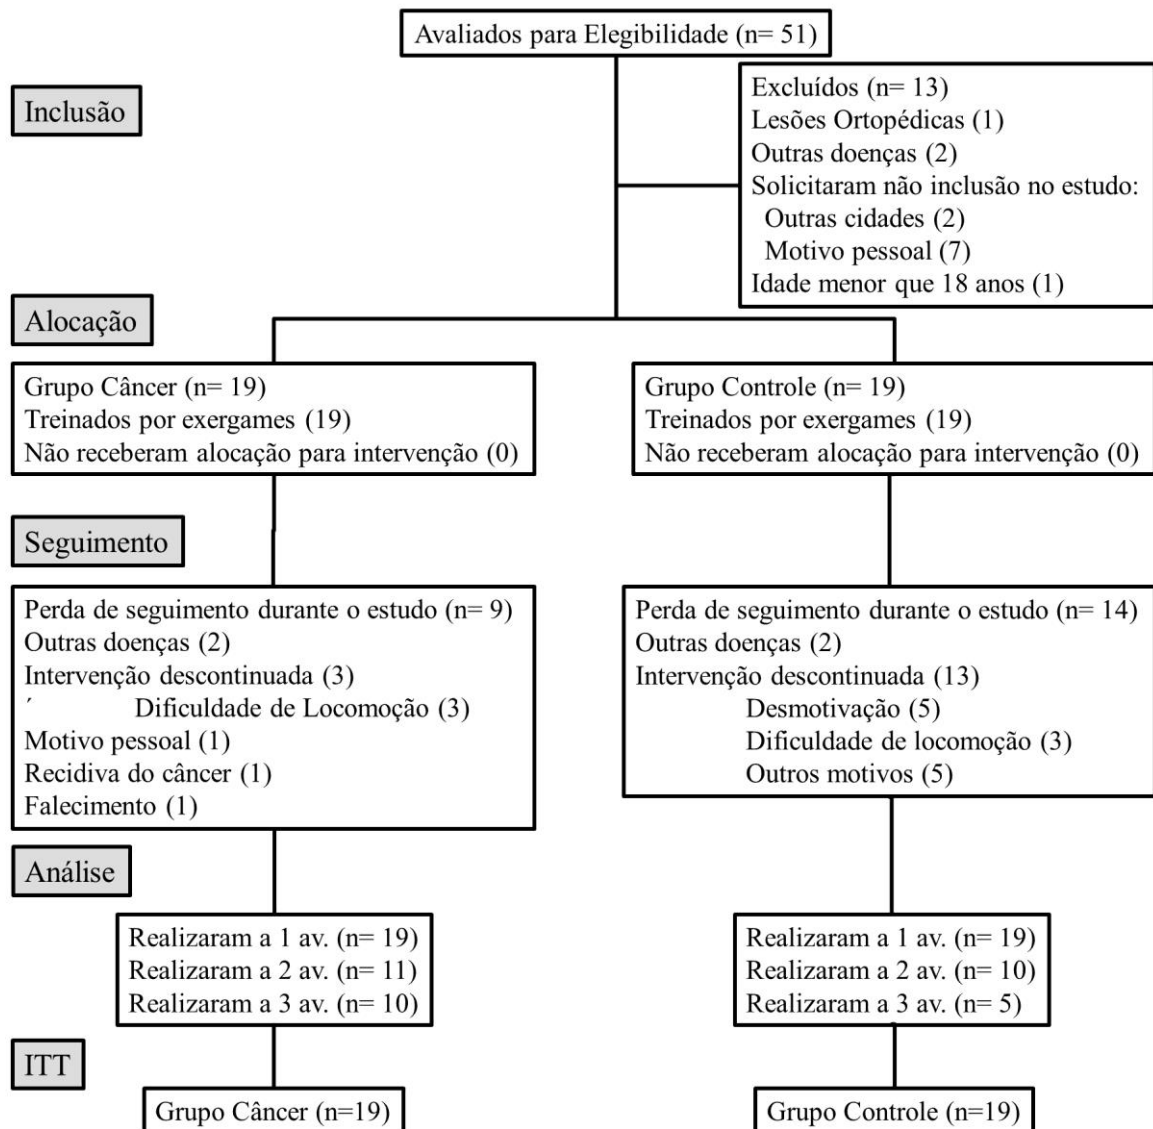 Avaliados para Elegibilidade (n= 51)
Inclusão
Excluídos (n= 13)
Lesões Ortopédicas (1)
Outras doenças (2)
Solicitaram não inclusão no estudo:
Outras cidades (2)
Motivo pessoal (7)
Idade menor que 18 anos (1)
Alocação
Grupo Câncer (n= 19)
Treinados por exergames (19)
Não receberam alocação para intervenção (0)
Grupo Controle (n= 19)
Treinados por exergames (19)
Não receberam alocação para intervenção (0)
Seguimento
Perda de seguimento durante o estudo (n= 9)
Outras doenças (2)
Intervenção descontinuada (3)
´ Dificuldade de Locomoção (3)
Motivo pessoal (1)
Recidiva do câncer (1)
Falecimento (1)
Perda de seguimento durante o estudo (n= 14)
Outras doenças (2)
Intervenção descontinuada (13)
Desmotivação (5)
Dificuldade de locomoção (3)
Outros motivos (5)
Análise
Realizaram a 1 av. (n= 19)
Realizaram a 2 av. (n= 11)
Realizaram a 3 av. (n= 10)
Realizaram a 1 av. (n= 19)
Realizaram a 2 av. (n= 10)
Realizaram a 3 av. (n= 5)
ITT
Grupo Câncer (n=19)
Grupo Controle (n=19)